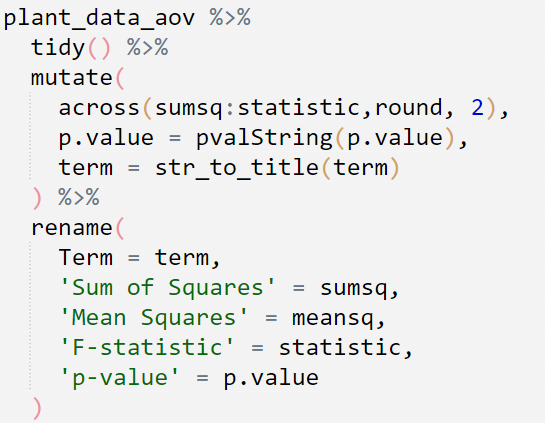 plant_data_aov %>%
  tidy() %>%
  mutate(
    across(sumsq:statistic,round, 2),
    p.value = pvalString(p.value),
    term = str_to_title(term)
  ) %>%
  rename(
    Term = term,
    'Sum of Squares' = sumsq,
    'Mean Squares' = meansq,
    'F-statistic' = statistic,
    'p-value' = p.value
  )